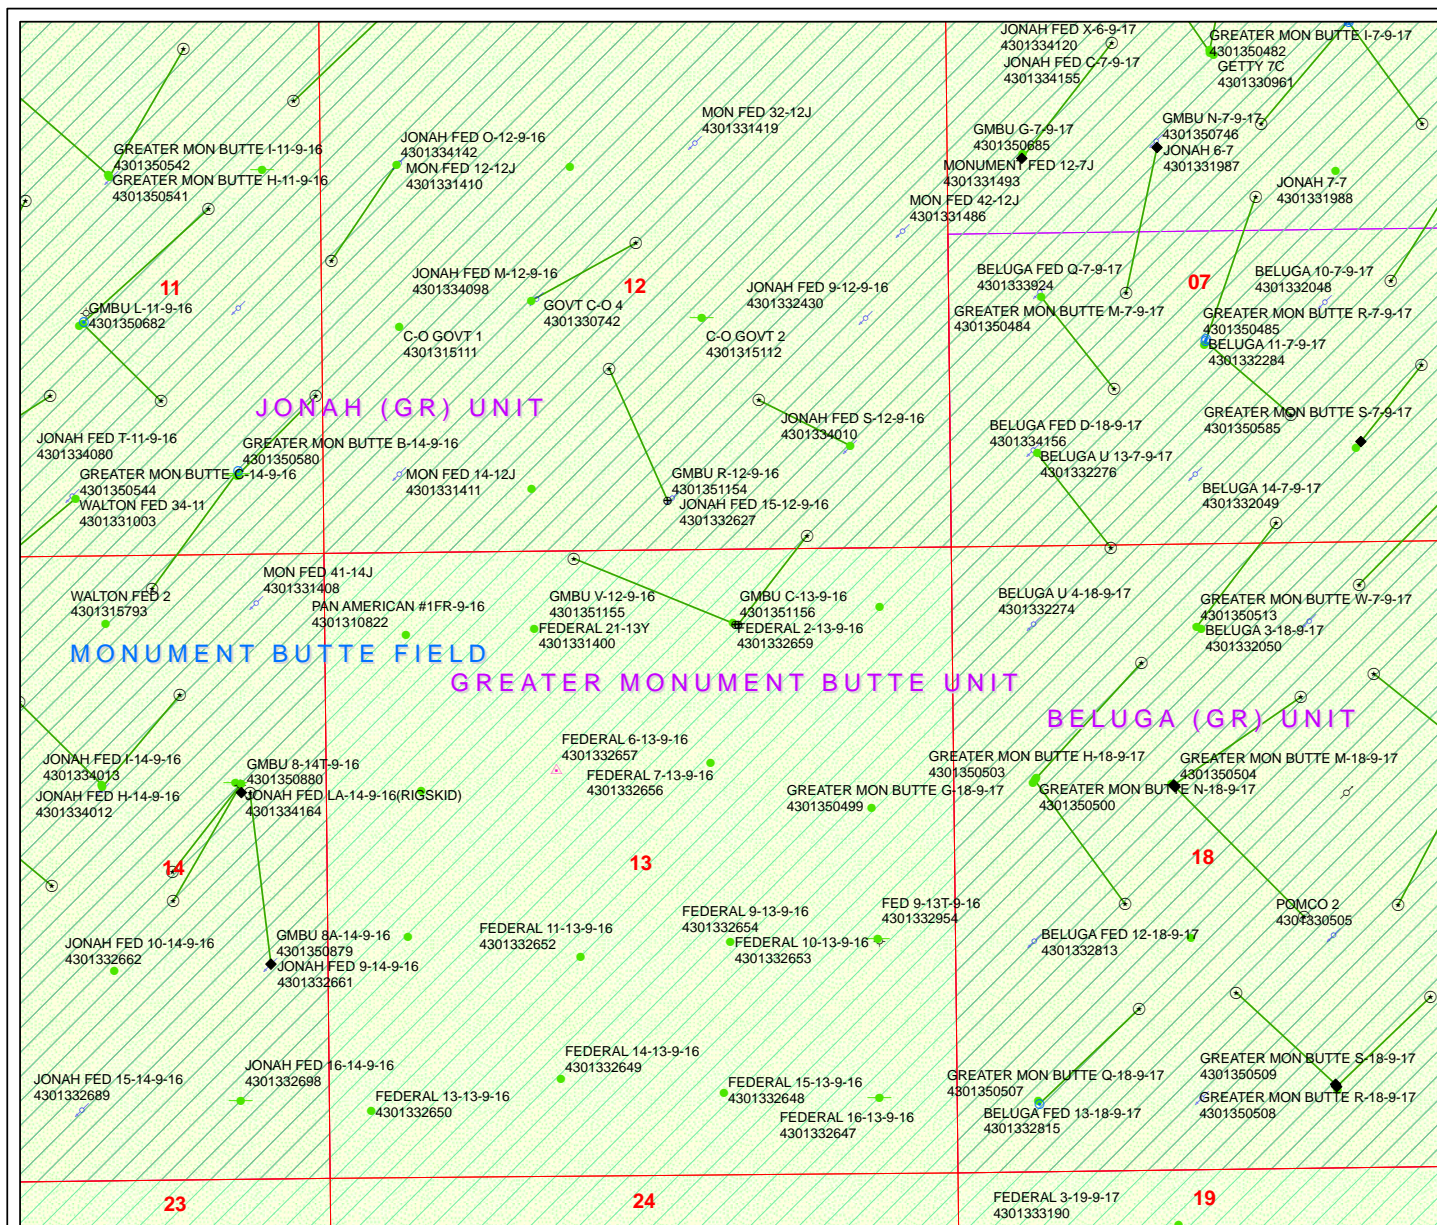 JONAH FED X-6-9-17
4301334120
JONAH FED C-7-9-17
4301334155
GREATER MON BUTTE I-7-9-17
4301350482
GETTY 7C
4301330961
MON FED 32-12J
4301331419
GMBU N-7-9-17
4301350746
JONAH 6-7
4301331987
GMBU G-7-9-17
4301350685
MONUMENT FED 12-7J
4301331493
JONAH FED O-12-9-16
4301334142
MON FED 12-12J
4301331410
GREATER MON BUTTE I-11-9-16
4301350542
GREATER MON BUTTE H-11-9-16
4301350541
JONAH 7-7
4301331988
MON FED 42-12J
4301331486
11
12
07
JONAH FED M-12-9-16
4301334098
GOVT C-O 4
4301330742
JONAH FED 9-12-9-16
4301332430
BELUGA FED Q-7-9-17
4301333924
GREATER MON BUTTE M-7-9-17
4301350484
BELUGA 10-7-9-17
4301332048
GREATER MON BUTTE R-7-9-17
4301350485
BELUGA 11-7-9-17
4301332284
GMBU L-11-9-16
4301350682
C-O GOVT 1
4301315111
C-O GOVT 2
4301315112
JONAH (GR) UNIT
JONAH FED T-11-9-16
4301334080
GREATER MON BUTTE B-14-9-16
4301350580
GREATER MON BUTTE C-14-9-16
4301350544
WALTON FED 34-11
4301331003
MON FED 14-12J
4301331411
JONAH FED S-12-9-16
4301334010
GMBU R-12-9-16
4301351154
JONAH FED 15-12-9-16
4301332627
BELUGA FED D-18-9-17
4301334156
BELUGA U 13-7-9-17
4301332276
GREATER MON BUTTE S-7-9-17
4301350585
BELUGA 14-7-9-17
4301332049
MON FED 41-14J
4301331408
WALTON FED 2
4301315793
PAN AMERICAN #1FR-9-16
4301310822
GMBU V-12-9-16
4301351155
FEDERAL 21-13Y
4301331400
GMBU C-13-9-16
4301351156
FEDERAL 2-13-9-16
4301332659
BELUGA U 4-18-9-17
4301332274
GREATER MON BUTTE W-7-9-17
4301350513
BELUGA 3-18-9-17
4301332050
MONUMENT BUTTE FIELD
GREATER MONUMENT BUTTE UNIT
BELUGA (GR) UNIT
JONAH FED I-14-9-16
4301334013
JONAH FED H-14-9-16
4301334012
GMBU 8-14T-9-16
4301350880
JONAH FED LA-14-9-16(RIGSKID)
4301334164
FEDERAL 6-13-9-16
4301332657
FEDERAL 7-13-9-16
4301332656
GREATER MON BUTTE G-18-9-17
4301350499
GREATER MON BUTTE H-18-9-17
4301350503
GREATER MON BUTTE N-18-9-17
4301350500
GREATER MON BUTTE M-18-9-17
4301350504
14
13
18
JONAH FED 10-14-9-16
4301332662
GMBU 8A-14-9-16
4301350879
JONAH FED 9-14-9-16
4301332661
FEDERAL 11-13-9-16
4301332652
FEDERAL 9-13-9-16
4301332654
FEDERAL 10-13-9-16
4301332653
FED 9-13T-9-16
4301332954
BELUGA FED 12-18-9-17
4301332813
POMCO 2
4301330505
JONAH FED 15-14-9-16
4301332689
JONAH FED 16-14-9-16
4301332698
FEDERAL 13-13-9-16
4301332650
FEDERAL 14-13-9-16
4301332649
FEDERAL 15-13-9-16
4301332648
FEDERAL 16-13-9-16
4301332647
GREATER MON BUTTE Q-18-9-17
4301350507
BELUGA FED 13-18-9-17
4301332815
GREATER MON BUTTE S-18-9-17
4301350509
GREATER MON BUTTE R-18-9-17
4301350508
23
24
19
FEDERAL 3-19-9-17
4301333190